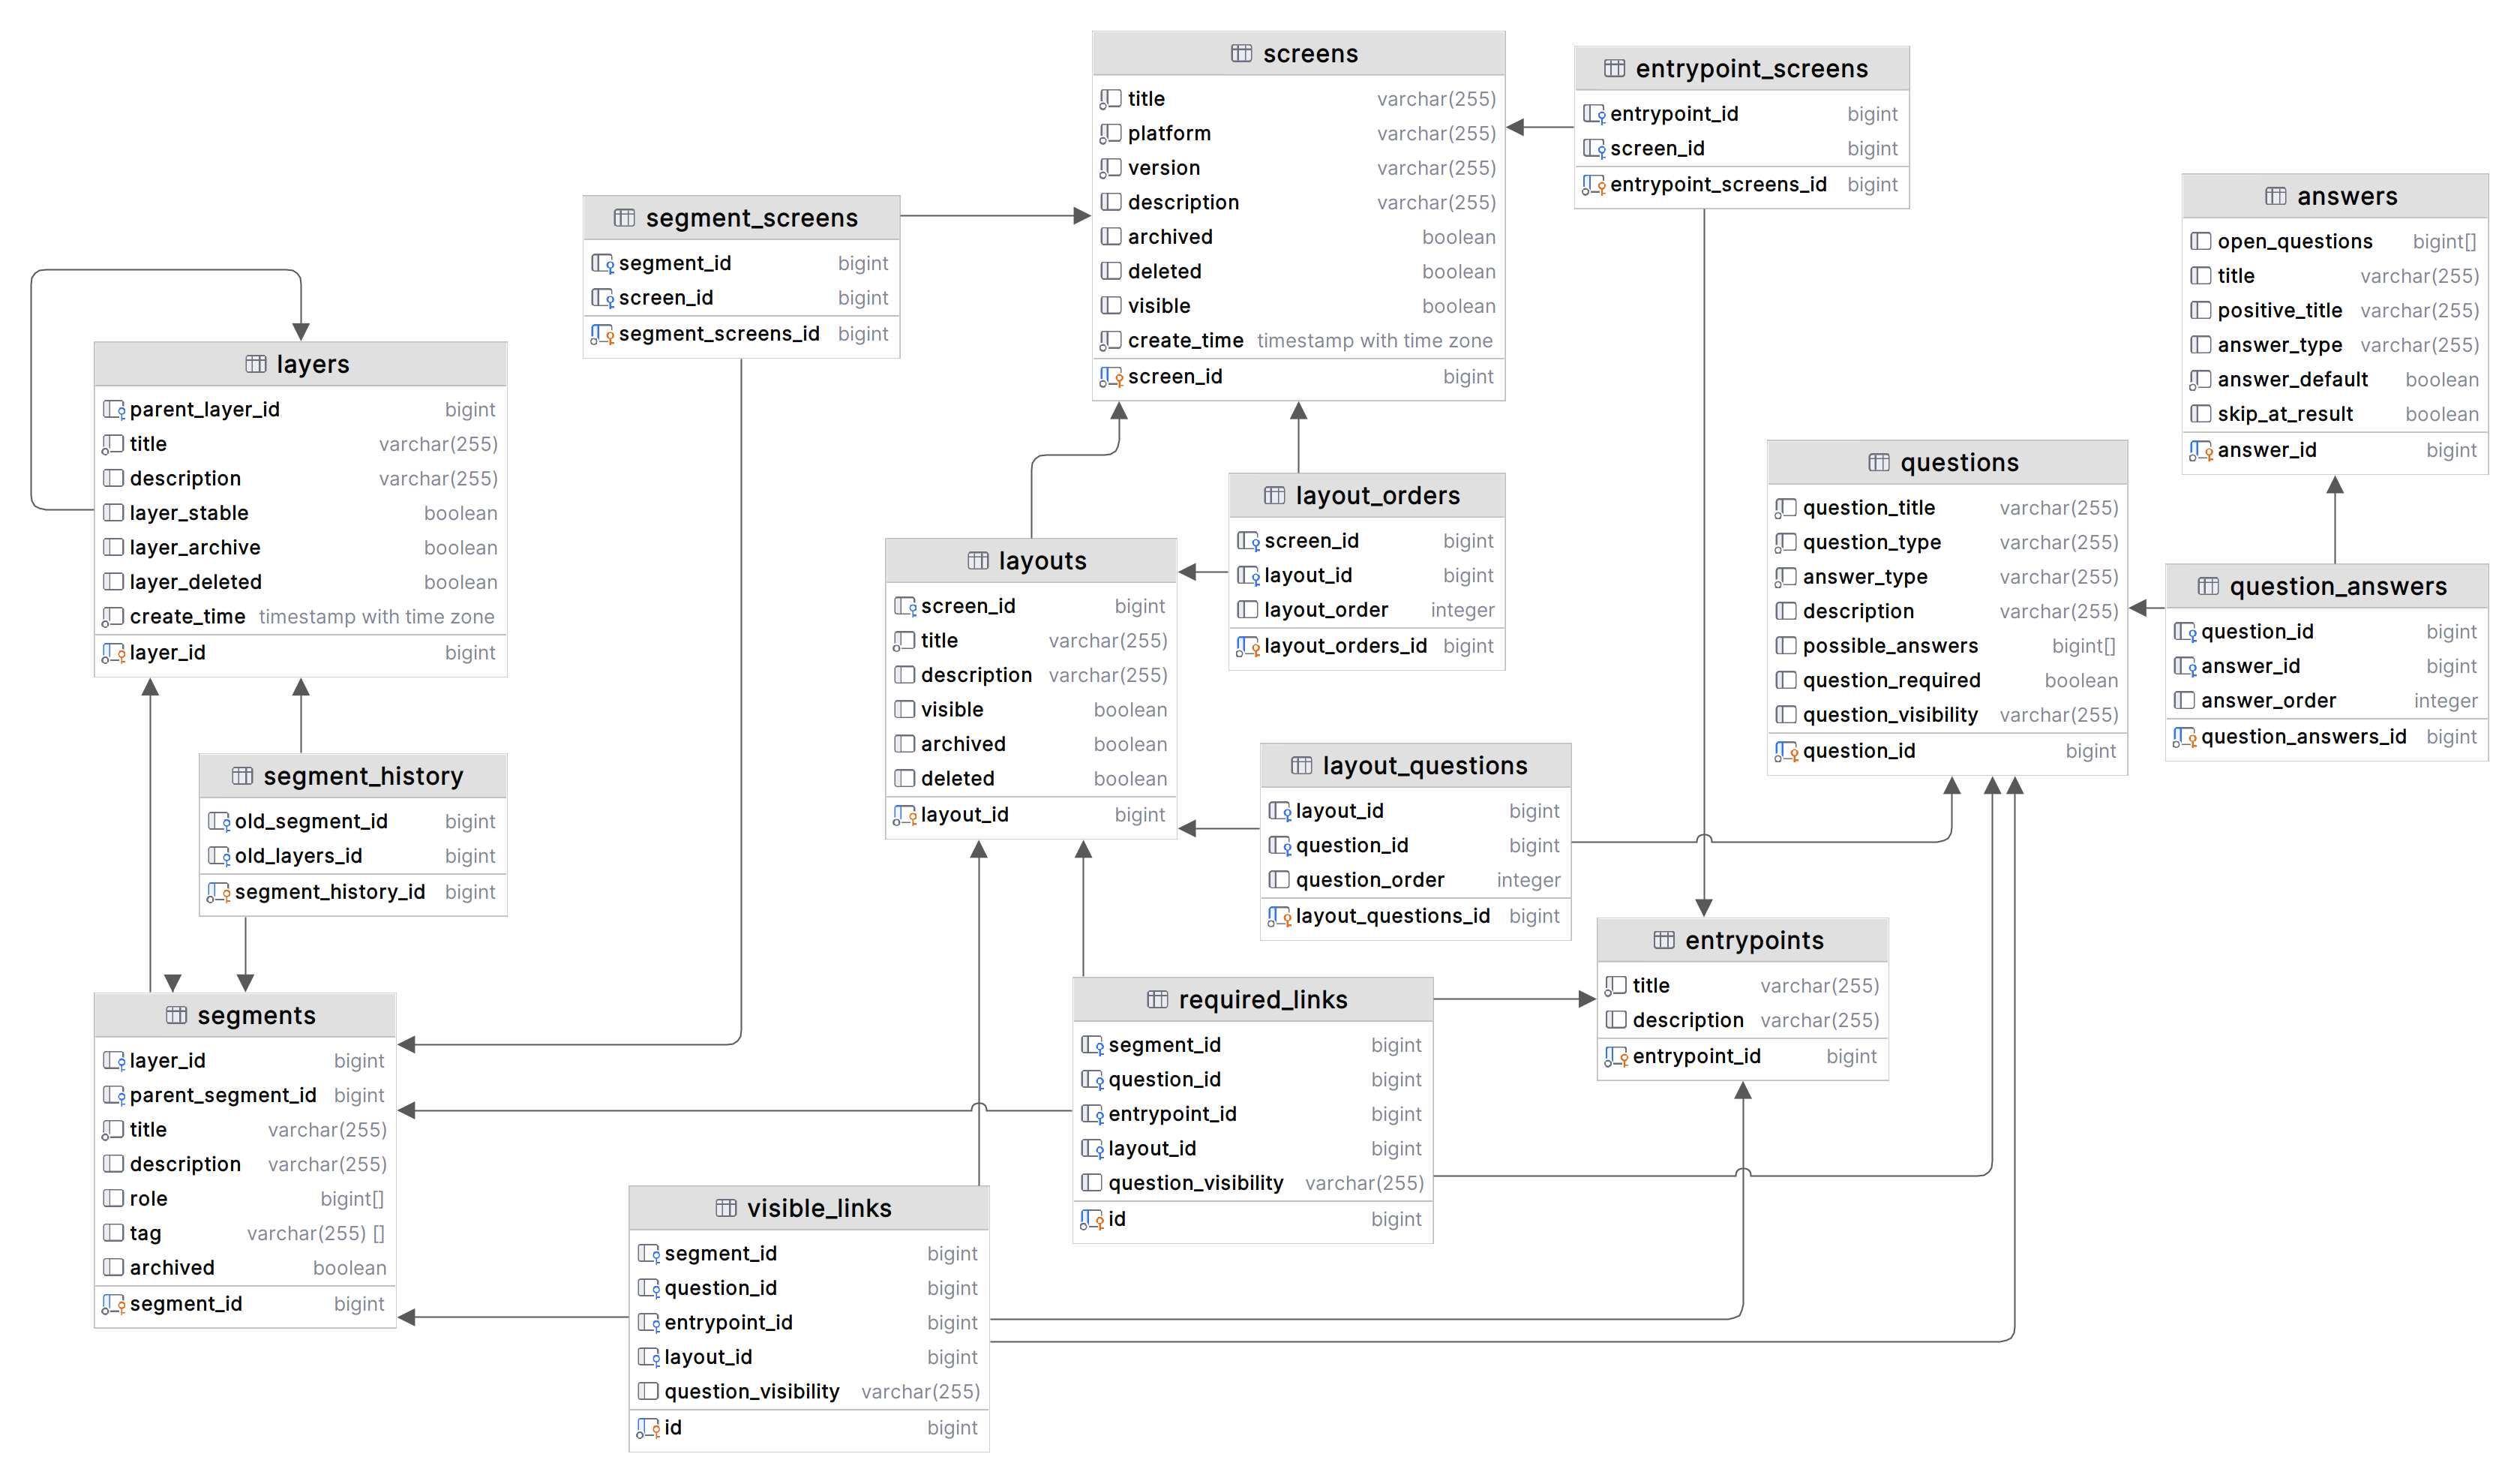 screens
title varchar(255)
platform varchar(255)
version varchar(255)
description varchar(255)
archived boolean
deleted boolean
visible boolean
create_time timestamp with time zone
screen_id bigint
entrypoint_screens
entrypoint_id bigint
screen_id bigint
entrypoint_screens_id bigint
answers
open_questions bigint[]
title varchar(255)
positive_title varchar(255)
answer_type varchar(255)
answer_default boolean
skip_at_result boolean
answer_id bigint
segment_screens
segment_id bigint
screen_id bigint
segment_screens_id bigint
layers
parent_layer_id bigint
title varchar(255)
description varchar(255)
layer_stable boolean
layer_archive boolean
layer_deleted boolean
create_time timestamp with time zone
layer_id bigint
questions
question_title varchar(255)
question_type varchar(255)
answer_type varchar(255)
description varchar(255)
possible_answers bigint[]
question_required boolean
question_visibility varchar(255)
question_id bigint
layout_orders
screen_id bigint
layout_id bigint
layout_order integer
layout_orders_id bigint
layouts
screen_id bigint
title varchar(255)
description varchar(255)
visible boolean
archived boolean
deleted boolean
layout_id bigint
question_answers
question_id bigint
answer_id bigint
answer_order integer
question_answers_id bigint
segment_history
old_segment_id bigint
old_layers_id bigint
segment_history_id bigint
layout_questions
layout_id bigint
question_id bigint
question_order integer
layout_questions_id bigint
entrypoints
title varchar(255)
description varchar(255)
entrypoint_id bigint
required_links
segment_id bigint
question_id bigint
entrypoint_id bigint
layout_id bigint
question_visibility varchar(255)
id bigint
segments
layer_id bigint
parent_segment_id bigint
title varchar(255)
description varchar(255)
role bigint[]
tag varchar(255) []
archived boolean
segment_id bigint
visible_links
segment_id bigint
question_id bigint
entrypoint_id bigint
layout_id bigint
question_visibility varchar(255)
id bigint